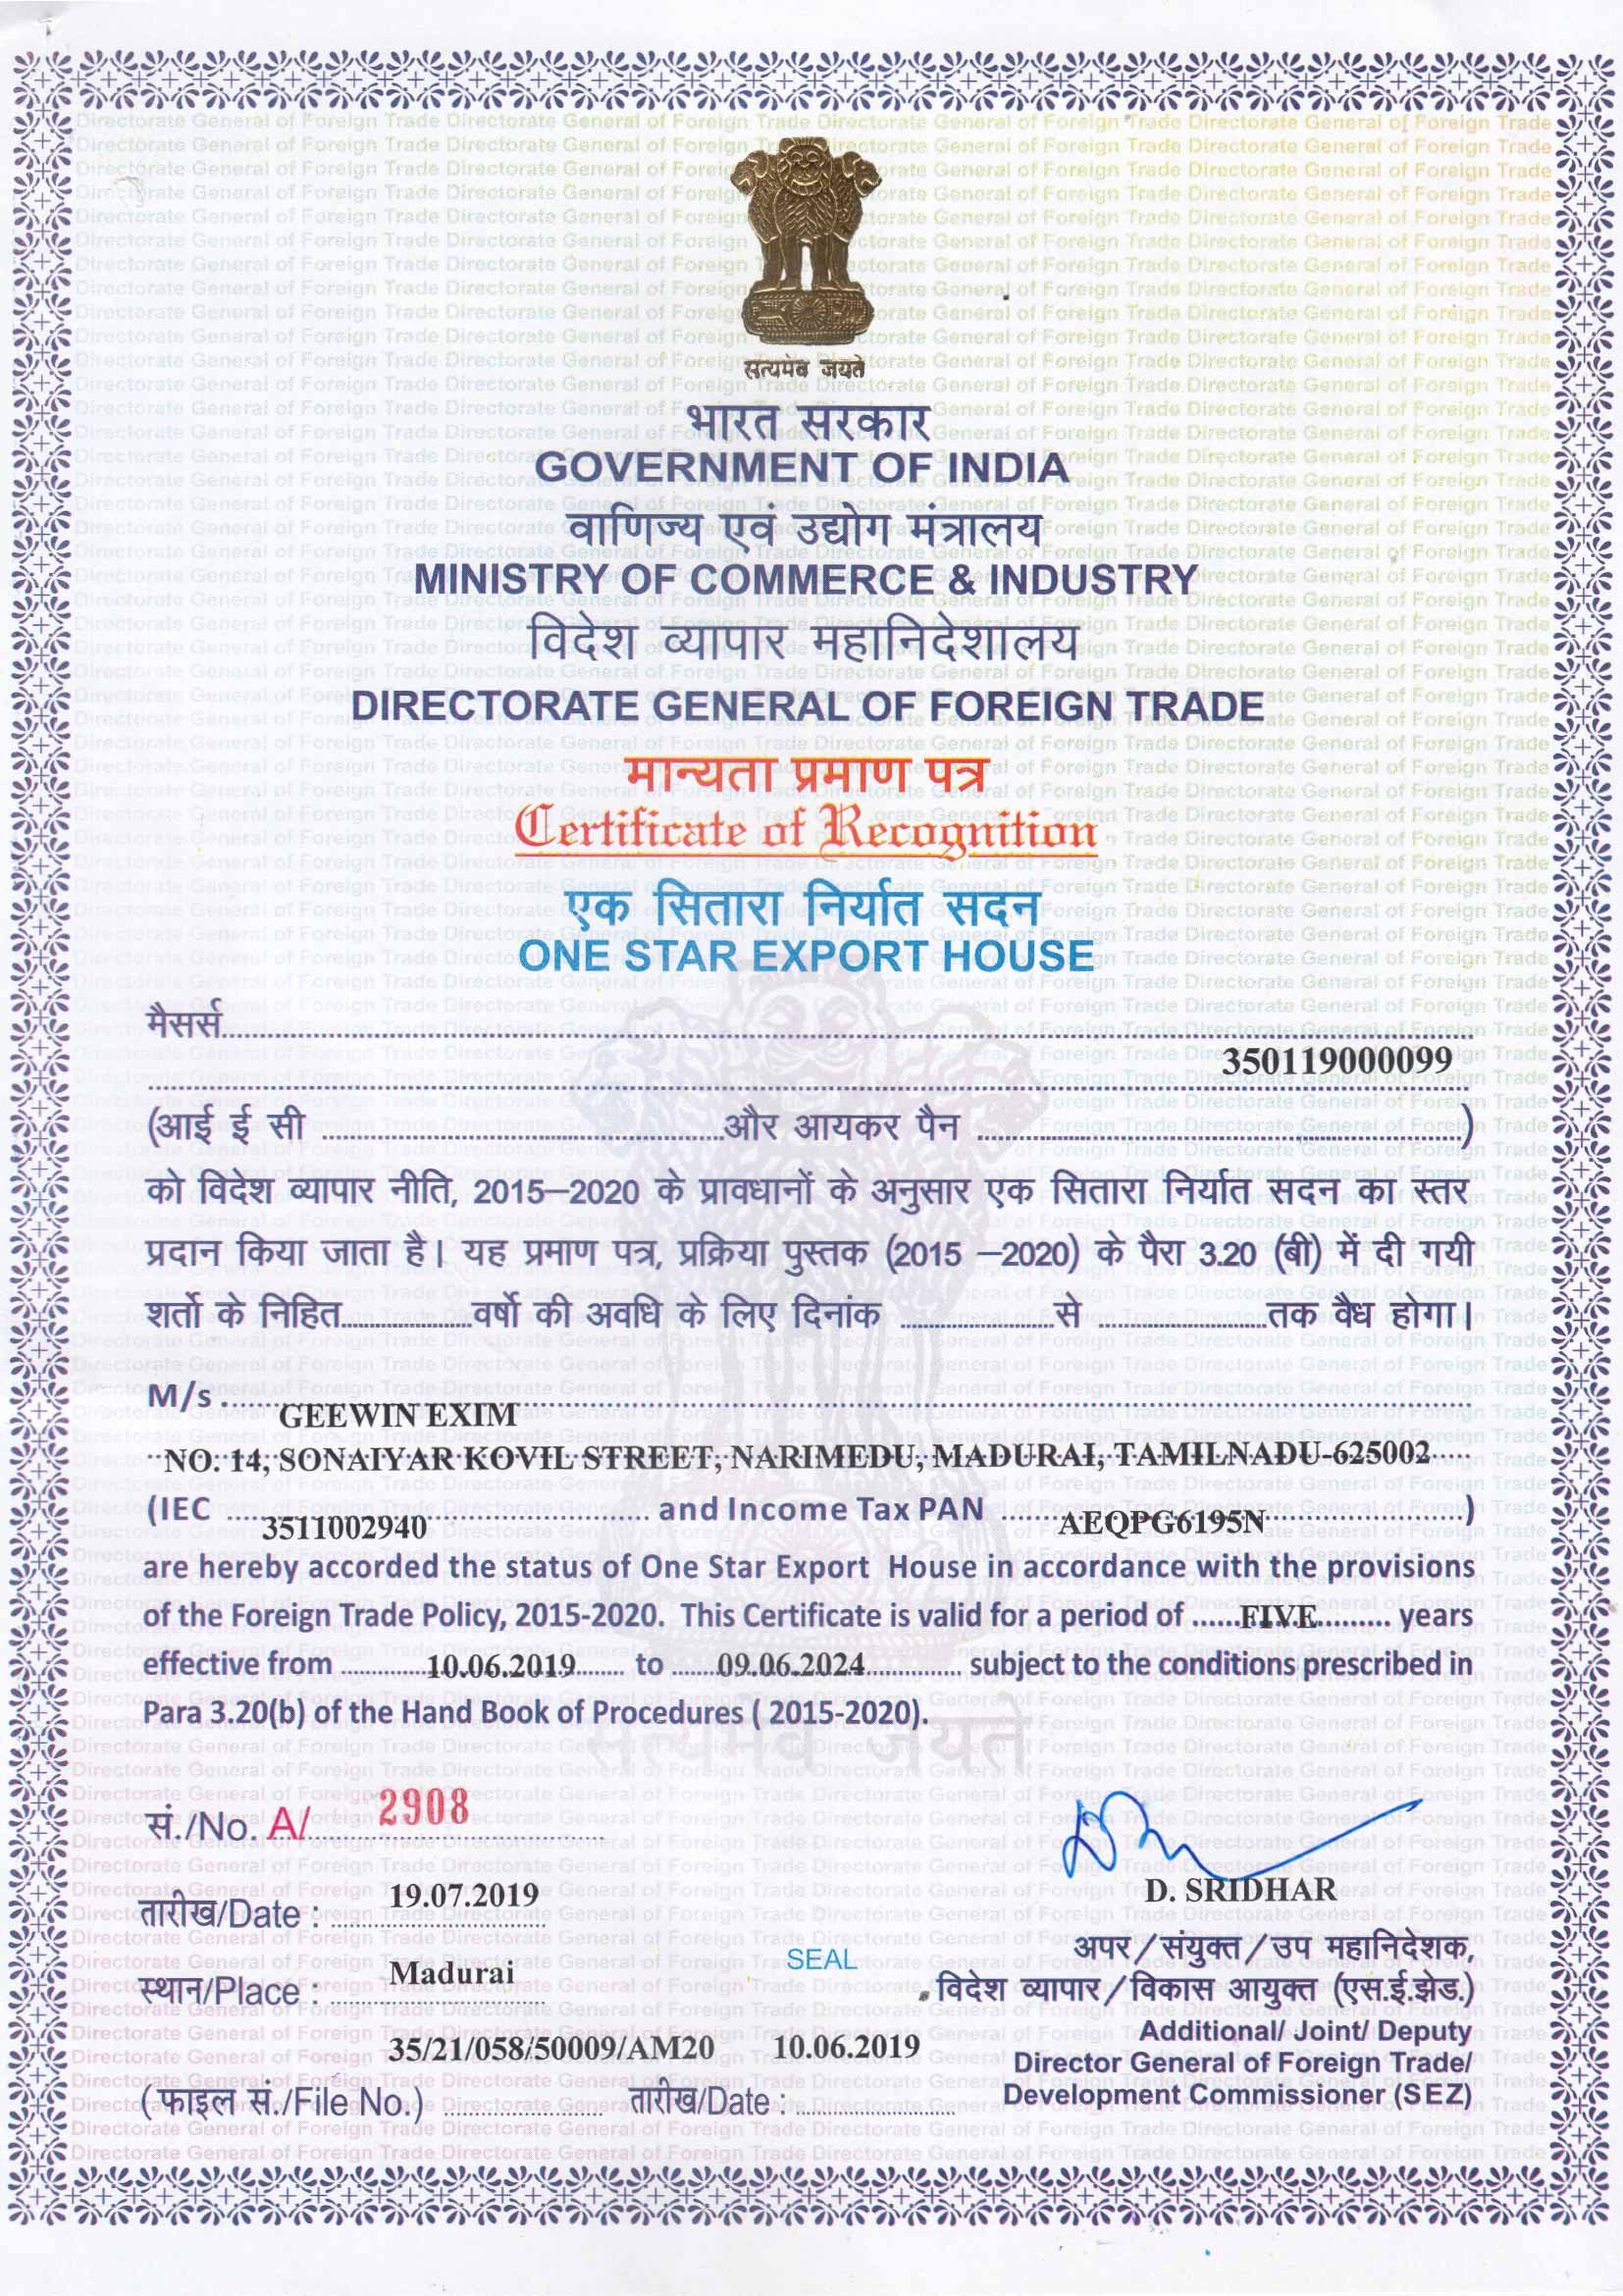 सत्यमेव जयते
भारत सरकार
GOVERNMENT OF INDIA
वाणिज्य एवं उद्योग मंत्रालय
MINISTRY OF COMMERCE & INDUSTRY
विदेश व्यापार महानिदेशालय
DIRECTORATE GENERAL OF FOREIGN TRADE
मान्यता प्रमाण पत्र
Certificate of Recognition
एक सितारा निर्यात सदन
ONE STAR EXPORT HOUSE
मैसर्स
350119000099
(आई ई सी ........ और आयकर पैन ........)
को विदेश व्यापार नीति, 2015–2020 के प्रावधानों के अनुसार एक सितारा निर्यात सदन का स्तर
प्रदान किया जाता है। यह प्रमाण पत्र, प्रक्रिया पुस्तक (2015 –2020) के पैरा 3.20 (बी) में दी गयी
शर्तो के निहित........वर्षो की अवधि के लिए दिनांक ........से ........तक वैध होगा।
M/s ........ GEEWIN EXIM
NO. 14, SONAIYAR KOVIL STREET, NARIMEDU, MADURAI, TAMILNADU-625002
(IEC ........ 3511002940 ........ and Income Tax PAN ........ AEQPG6195N ........)
are hereby accorded the status of One Star Export House in accordance with the provisions
of the Foreign Trade Policy, 2015-2020. This Certificate is valid for a period of ......FIVE......... years
effective from ........ 10.06.2019 ........ to ........ 09.06.2024 ........ subject to the conditions prescribed in
Para 3.20(b) of the Hand Book of Procedures ( 2015-2020).
सत्यमेव जयते
सं./No. A/ 2908
D. SRIDHAR
तारीख/Date : 19.07.2019
अपर/संयुक्त/उप महानिदेशक,
SEAL
स्थान/Place : Madurai
विदेश व्यापार/विकास आयुक्त (एस.ई.झेड.)
Additional/ Joint/ Deputy
35/21/058/50009/AM20 10.06.2019
Director General of Foreign Trade/
(फाइल सं./File No.) ........ तारीख/Date : ........
Development Commissioner (SEZ)